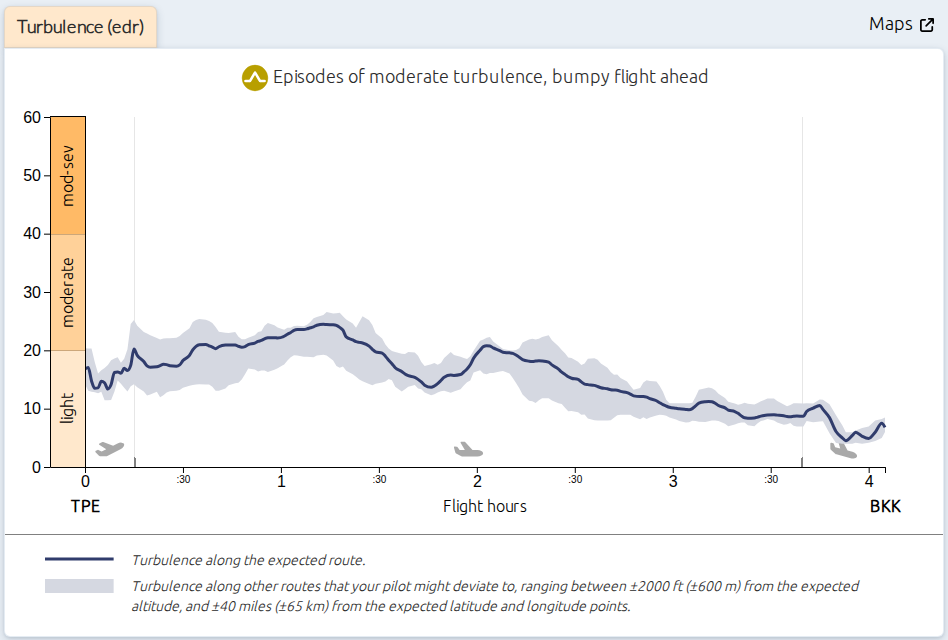 Turbulence (edr)
Maps
Episodes of moderate turbulence, bumpy flight ahead
60
50
40
30
20
10
0
mod-sev
moderate
light
0 :30 1 :30 2 :30 3 :30 4
TPE Flight hours BKK
Turbulence along the expected route.
Turbulence along other routes that your pilot might deviate to, ranging between ±2000 ft (±600 m) from the expected
altitude, and ±40 miles (±65 km) from the expected latitude and longitude points.